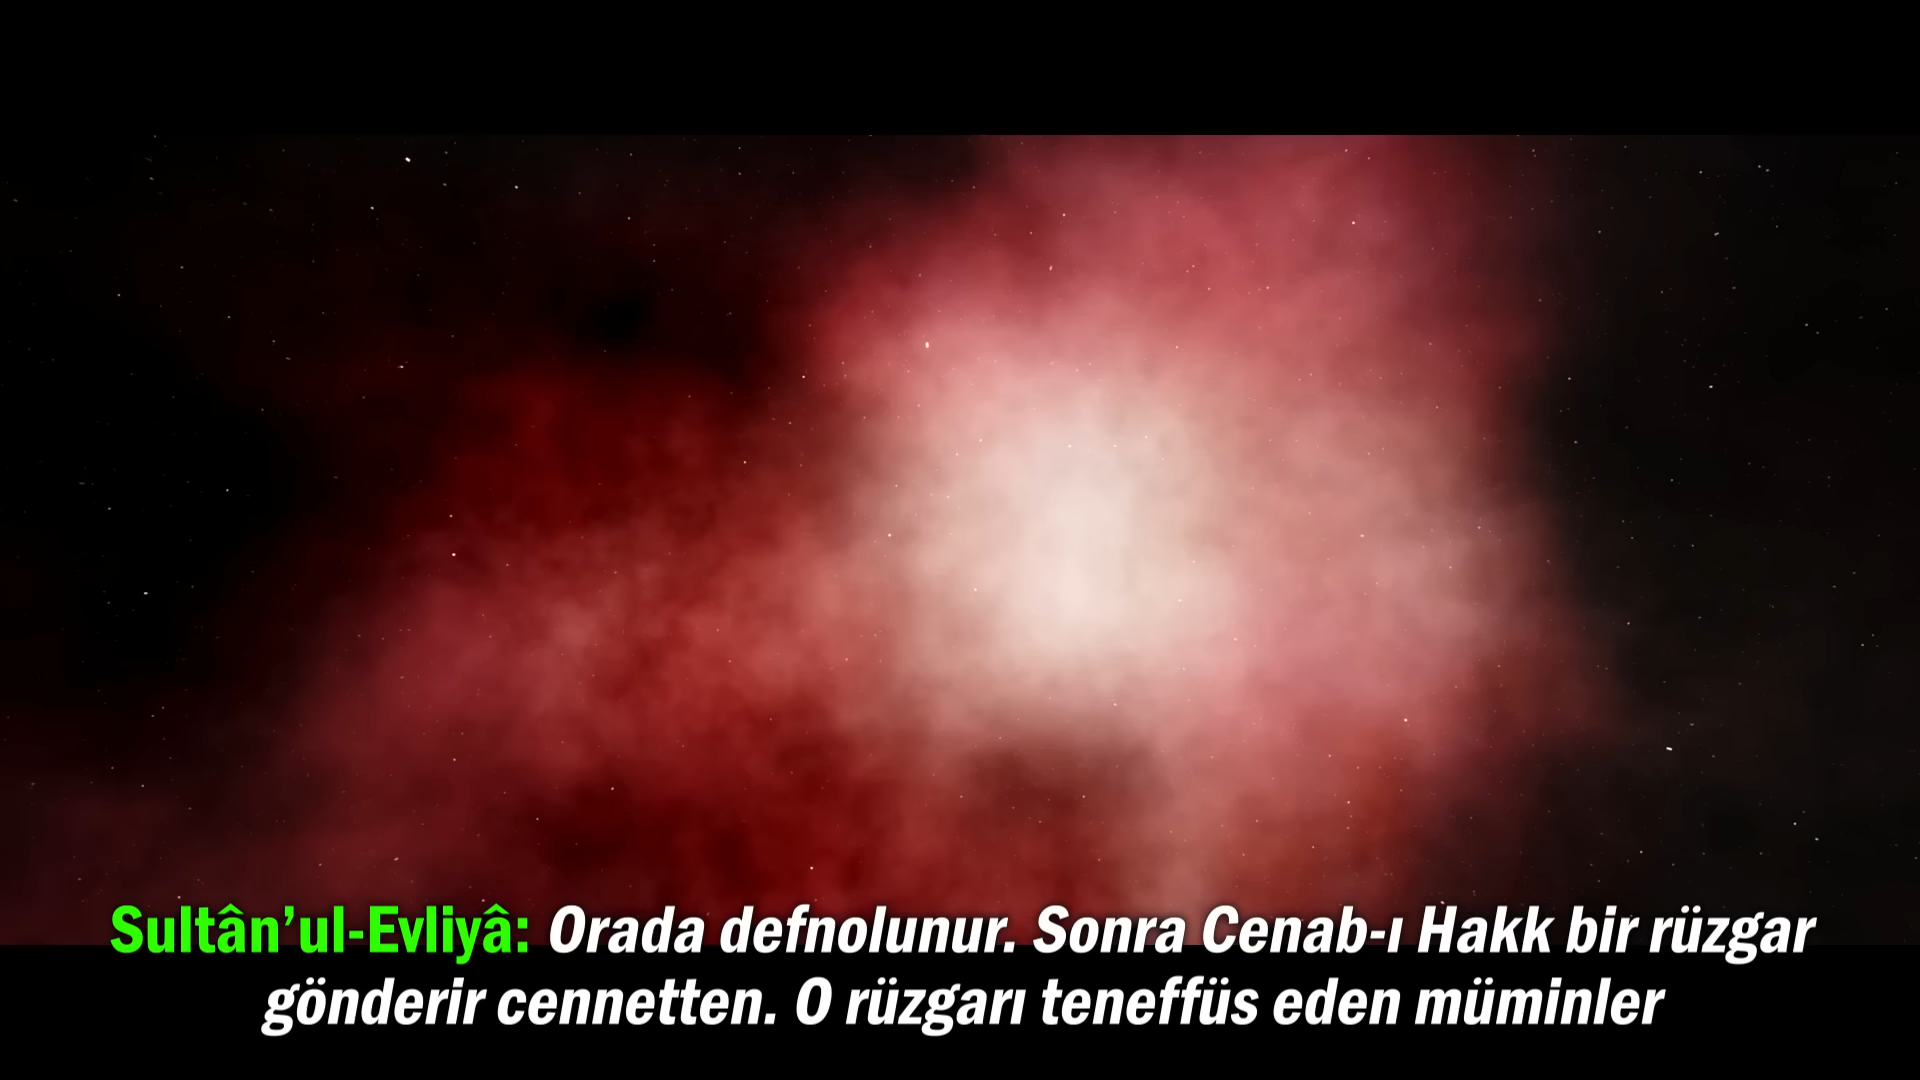 Sultân’ul-Evliyâ: Orada defnolunur. Sonra Cenab-ı Hakk bir rüzgar
gönderir cennetten. O rüzgarı teneffüs eden müminler